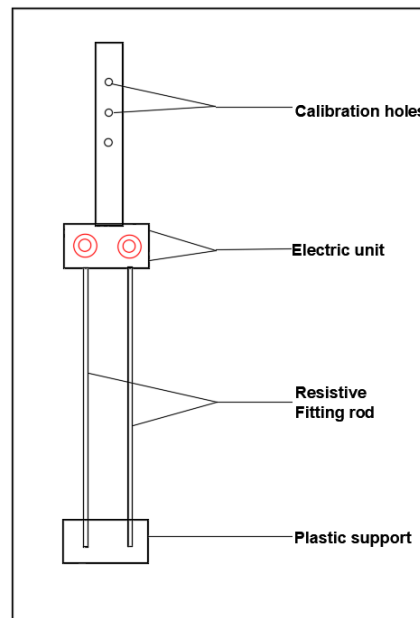 Calibration holes
Electric unit
Resistive
Fitting rod
Plastic support